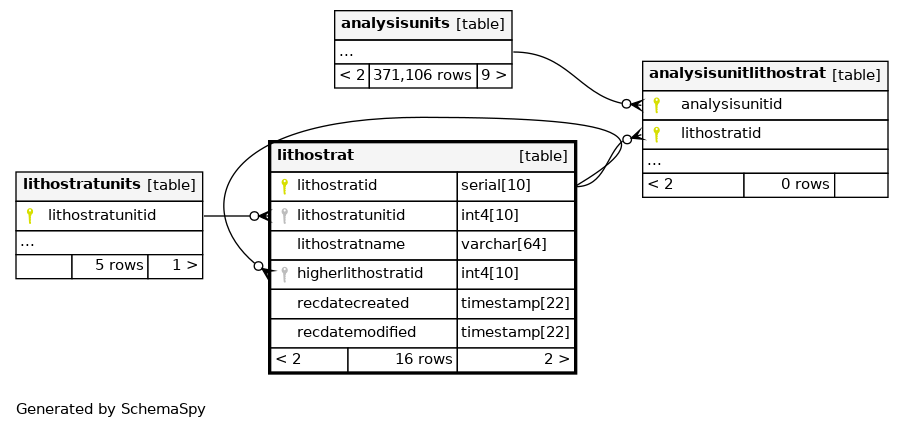 analysisunits [table]
...
< 2 371,106 rows 9 >
analysisunitlithostrat [table]
analysisunitid
lithostratid
...
< 2 0 rows
lithostrat [table]
lithostratid serial[10]
lithostratunitid int4[10]
lithostratname varchar[64]
higherlithostratid int4[10]
recdatecreated timestamp[22]
recdatemodified timestamp[22]
< 2 16 rows 2 >
lithostratunits [table]
lithostratunitid
...
5 rows 1 >
Generated by SchemaSpy